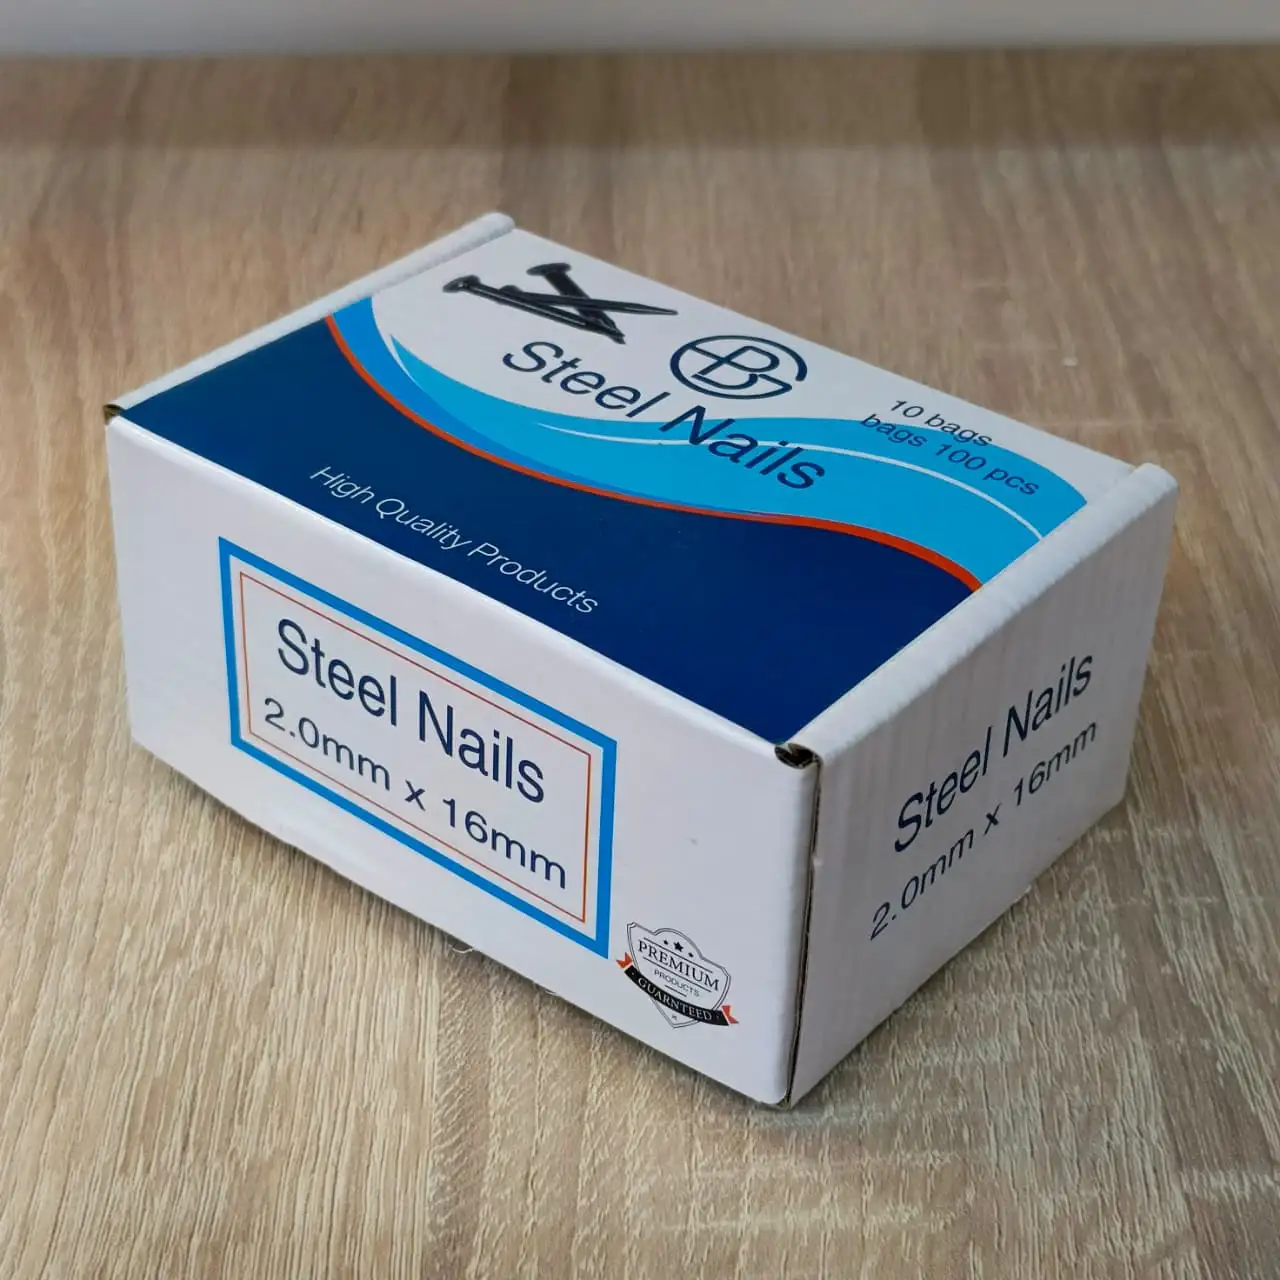 BG
Steel Nails
10 bags
bags 100 pcs
High Quality Products
Steel Nails
2.0mm x 16mm
PREMIUM
PRODUCTS
GUARNTEED
Steel Nails
2.0mm x 16mm